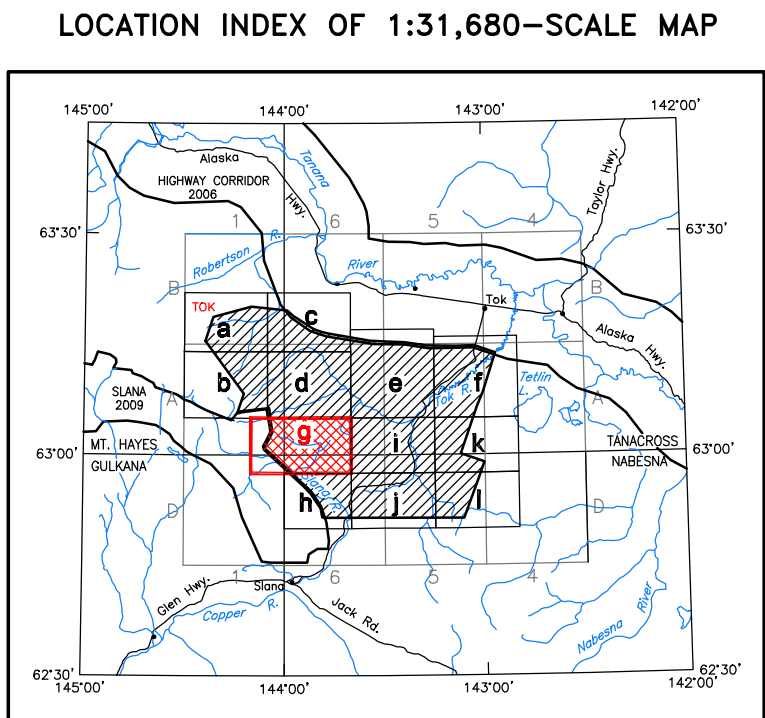 LOCATION INDEX OF 1:31,680-SCALE MAP
145°00' 144°00' 143°00' 142°00'
Alaska
Tanana
HIGHWAY CORRIDOR
2006
Hwy.
Taylor Hwy.
1 6 5 4
63°30' 63°30'
Robertson R.
River
B B
TOK
Tok
a c
Alaska Hwy.
b d e f
Tetlin
L.
Tok R.
SLANA
2009
A A
g
MT. HAYES
i k
TANACROSS
63°00' 63°00'
GULKANA
NABESNA
Slana R.
h j l
D D
1 6 5 4
Glen Hwy.
Slana
Copper R.
Jack Rd.
Nabesna River
62°30' 62°30'
145°00' 144°00' 143°00' 142°00'